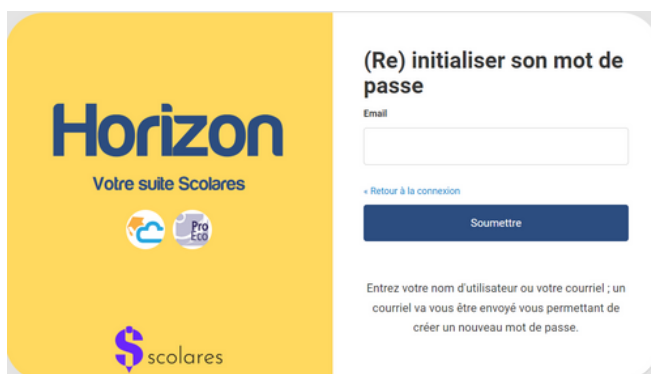 Horizon
Votre suite Scolares
Pro
Eco
scolares
(Re) initialiser son mot de
passe
Email
« Retour à la connexion
Soumettre
Entrez votre nom d'utilisateur ou votre courriel ; un
courriel va vous être envoyé vous permettant de
créer un nouveau mot de passe.